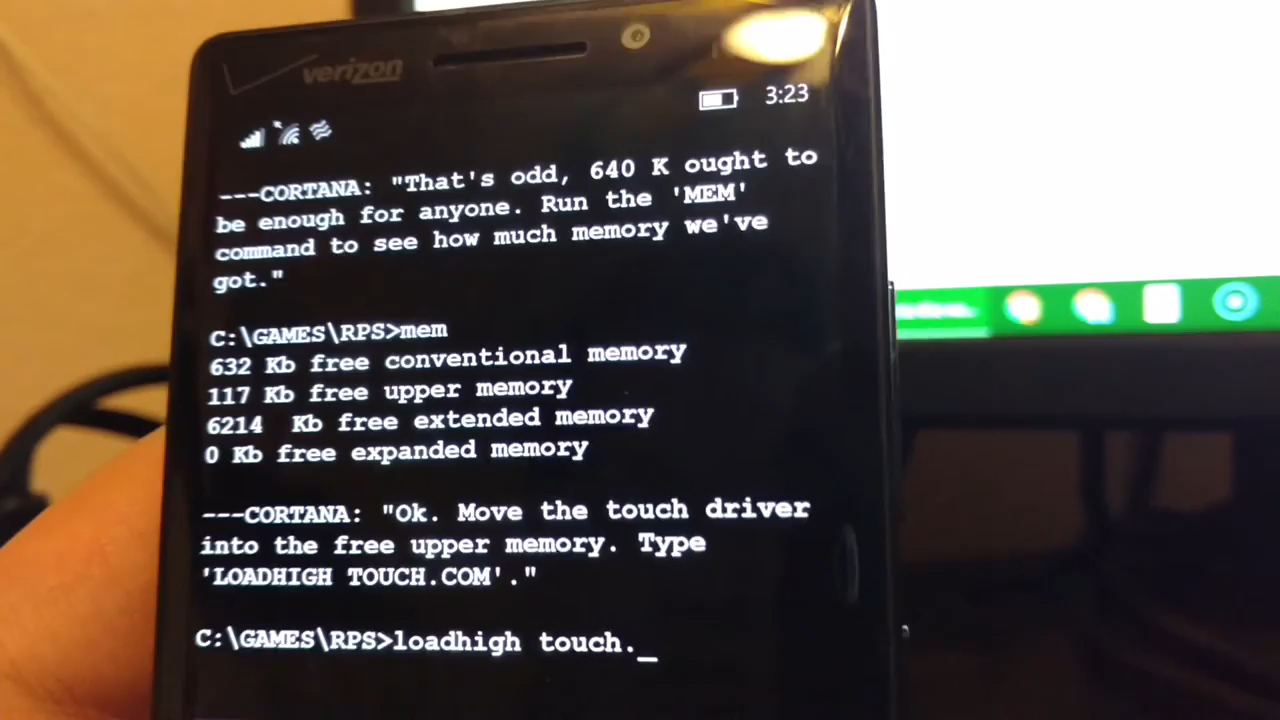 verizon
3:23
---CORTANA: "That's odd, 640 K ought to
be enough for anyone. Run the 'MEM'
command to see how much memory we've
got."
C:\GAMES\RPS>mem
632 Kb free conventional memory
117 Kb free upper memory
6214  Kb free extended memory
0 Kb free expanded memory
---CORTANA: "Ok. Move the touch driver
into the free upper memory. Type
'LOADHIGH TOUCH.COM'."
C:\GAMES\RPS>loadhigh touch._